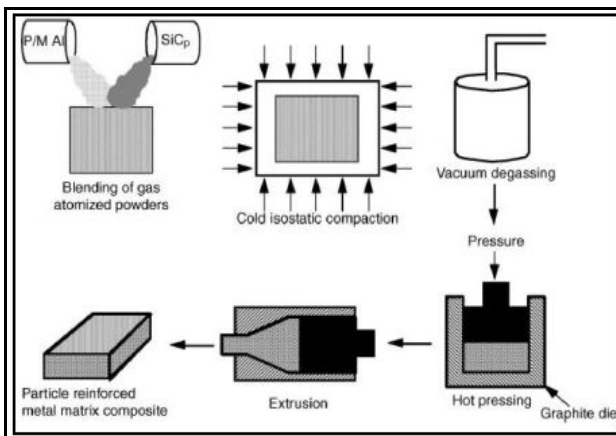 P/M Al
SiCp
Blending of gas
atomized powders
Cold isostatic compaction
Vacuum degassing
Pressure
Particle reinforced
metal matrix composite
Extrusion
Hot pressing
Graphite die